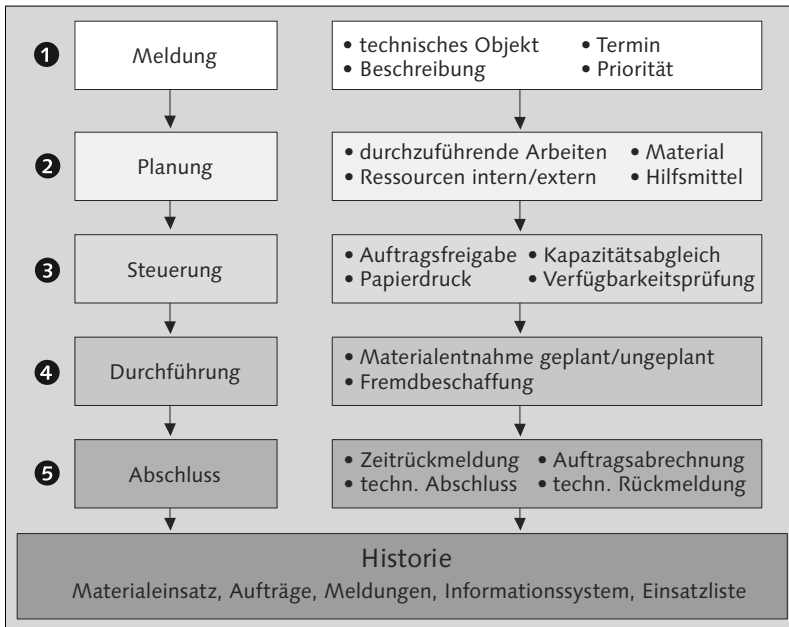 1 Meldung
• technisches Objekt • Termin
• Beschreibung • Priorität
2 Planung
• durchzuführende Arbeiten • Material
• Ressourcen intern/extern • Hilfsmittel
3 Steuerung
• Auftragsfreigabe • Kapazitätsabgleich
• Papierdruck • Verfügbarkeitsprüfung
4 Durchführung
• Materialentnahme geplant/ungeplant
• Fremdbeschaffung
5 Abschluss
• Zeitrückmeldung • Auftragsabrechnung
• techn. Abschluss • techn. Rückmeldung
Historie
Materialeinsatz, Aufträge, Meldungen, Informationssystem, Einsatzliste